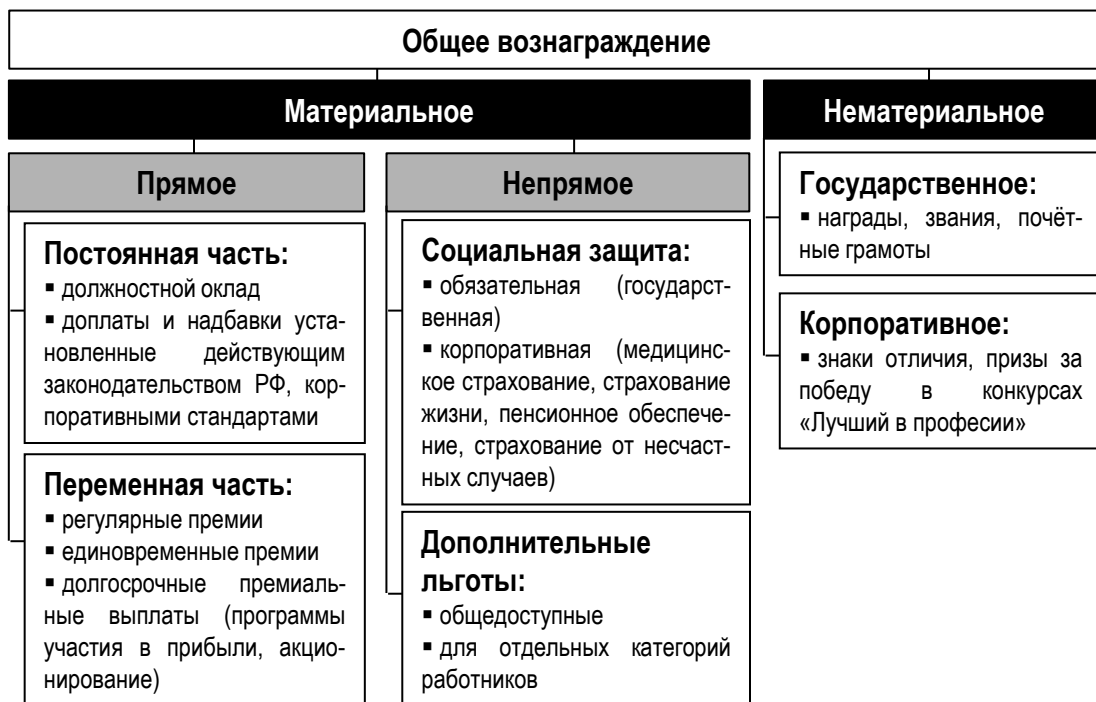 Общее вознаграждение
Материальное
Нематериальное
Прямое
Непрямое
Постоянная часть:
▪ должностной оклад
▪ доплаты и надбавки уста-
новленные действующим
законодательством РФ, кор-
поративными стандартами
Переменная часть:
▪ регулярные премии
▪ единовременные премии
▪ долгосрочные премиаль-
ные выплаты (программы
участия в прибыли, акцио-
нирование)
Социальная защита:
▪ обязательная (государст-
венная)
▪ корпоративная (медицинс-
кое страхование, страхование
жизни, пенсионное обеспече-
ние, страхование от несчаст-
ных случаев)
Дополнительные
льготы:
▪ общедоступные
▪ для отдельных категорий
работников
Государственное:
▪ награды, звания, почёт-
ные грамоты
Корпоративное:
▪ знаки отличия, призы за
победу в конкурсах
«Лучший в професии»